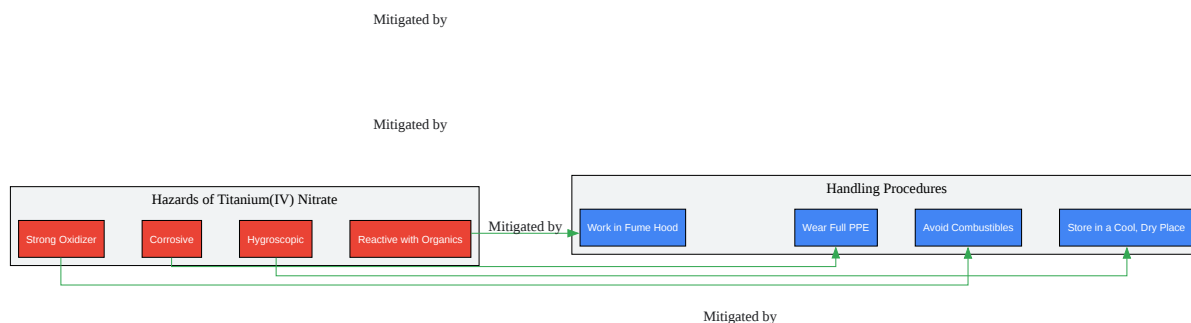 Mitigated by
Mitigated by
Hazards of Titanium(IV) Nitrate
Strong Oxidizer
Corrosive
Hygroscopic
Reactive with Organics
Mitigated by
Handling Procedures
Work in Fume Hood
Wear Full PPE
Avoid Combustibles
Store in a Cool, Dry Place
Mitigated by